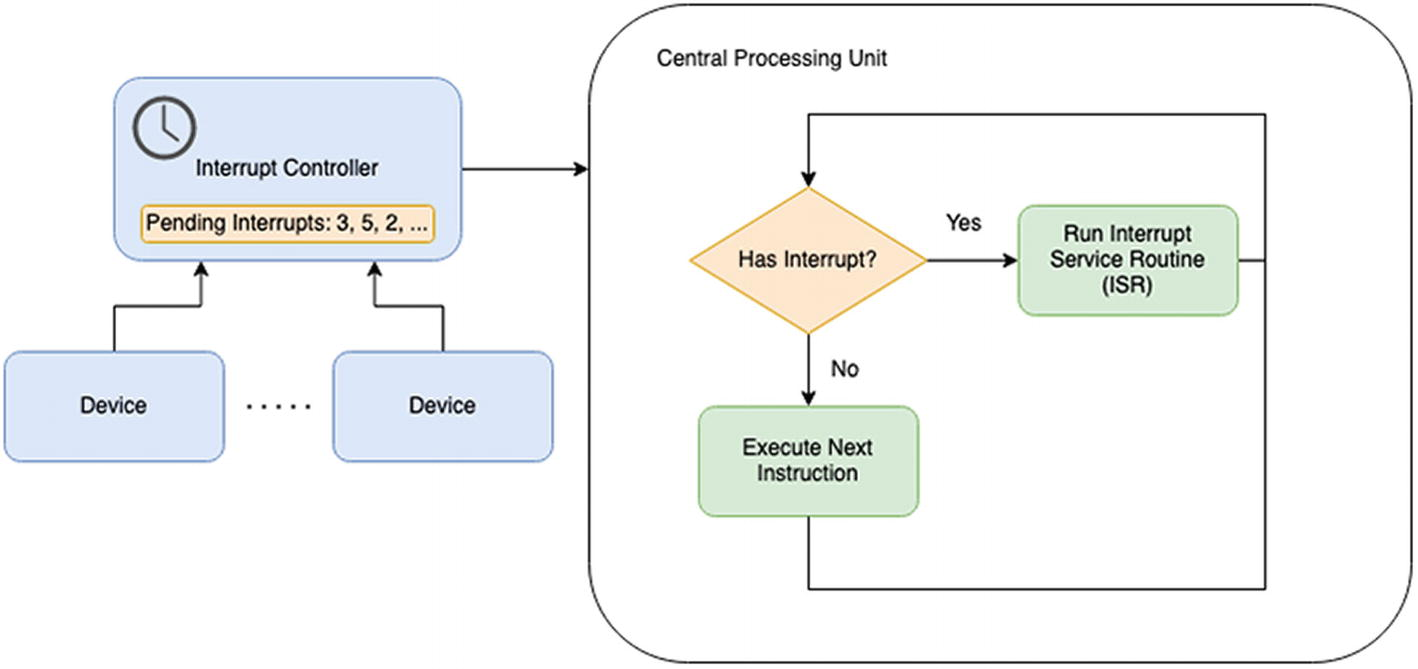 Central Processing Unit
Interrupt Controller
Pending Interrupts: 3, 5, 2, ...
Has Interrupt?
Yes
Run Interrupt
Service Routine
(ISR)
No
Device
.....
Device
Execute Next
Instruction